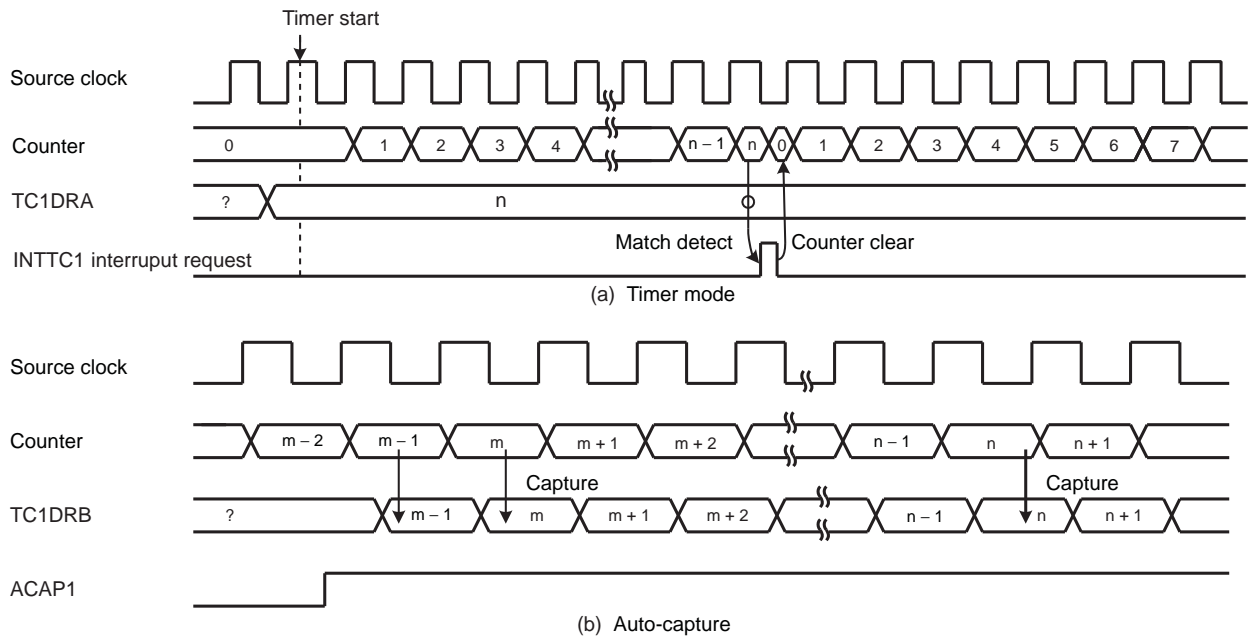 Timer start
Source clock
Counter 0 1 2 3 4 n – 1 n 0 1 2 3 4 5 6 7
TC1DRA ? n
Match detect Counter clear
INTTC1 interruput request
(a) Timer mode
Source clock
Counter m – 2 m – 1 m m + 1 m + 2 n – 1 n n + 1
Capture Capture
TC1DRB ? m – 1 m m + 1 m + 2 n – 1 n n + 1
ACAP1
(b) Auto-capture